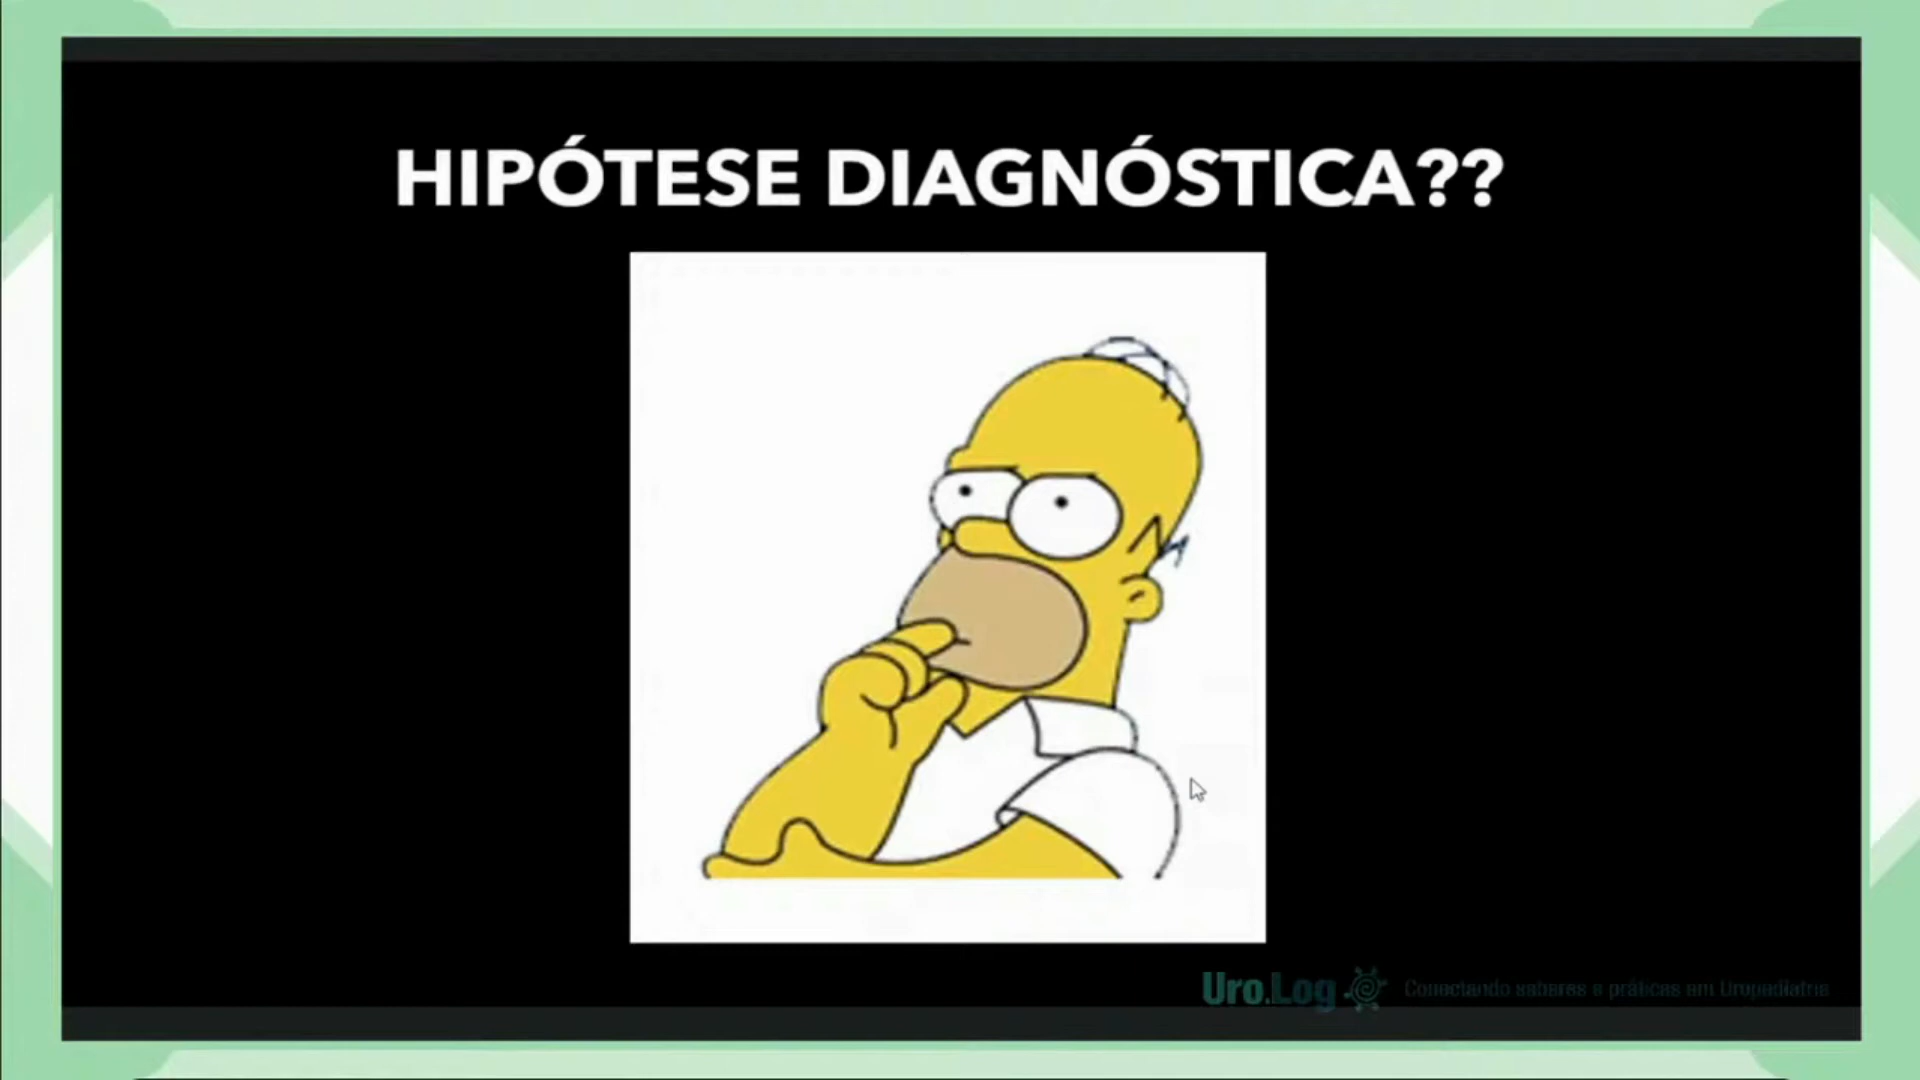 HIPÓTESE DIAGNÓSTICA??
Uro.Log
Conectando saberes e práticas em Uropediatria